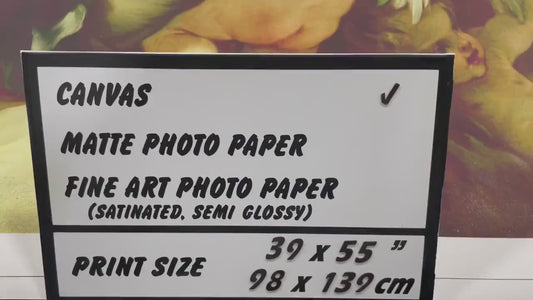 CANVAS ✓
MATTE PHOTO PAPER
FINE ART PHOTO PAPER
(SATINATED, SEMI GLOSSY)
PRINT SIZE
39 x 55 "
98 x 139 cm